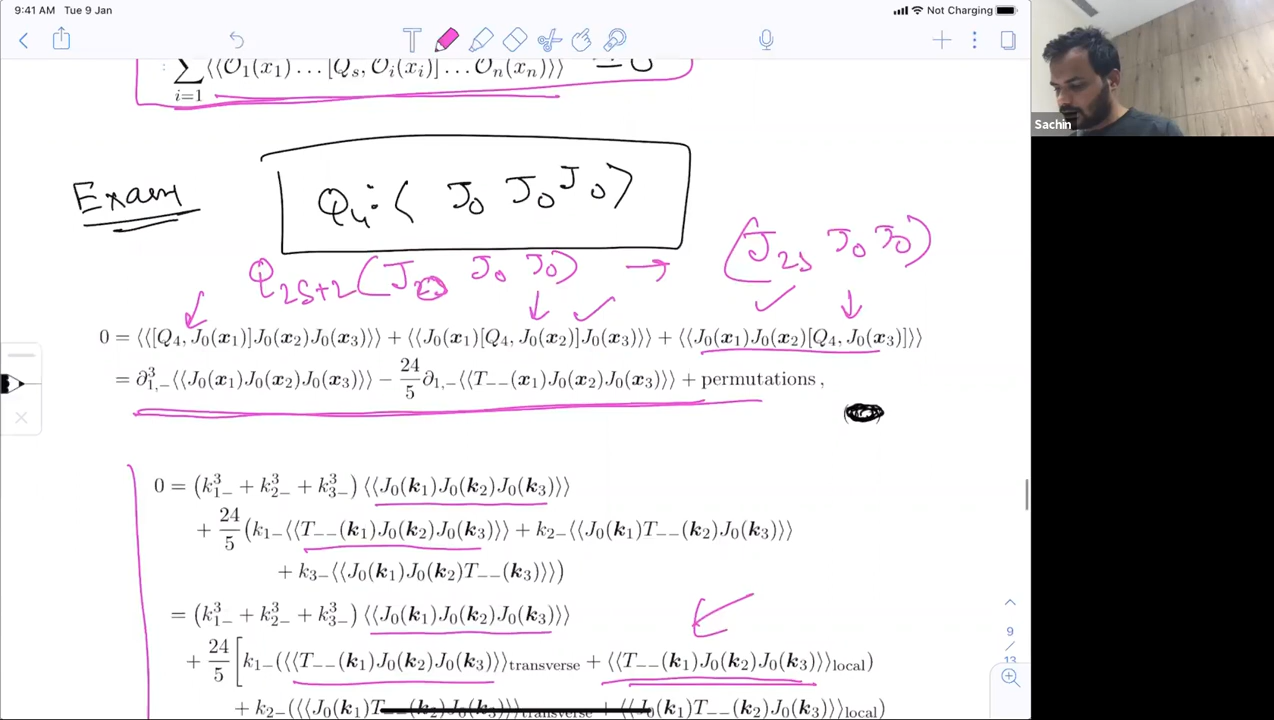 9:41 AM Tue 9 Jan
Not Charging
Sachin
∑_{i=1} ⟨⟨O_1(x_1) … [Q_s, O_i(x_i)] … O_n(x_n)⟩⟩ = 0
Exam
Q_4 : ⟨ J_0 J_0 J_0 ⟩
Q_{2s+2} ( J J_0 J_0 ) → ( J_{2s} J_0 J_0 )
0 = ⟨⟨[Q_4, J_0(x_1)]J_0(x_2)J_0(x_3)⟩⟩ + ⟨⟨J_0(x_1)[Q_4, J_0(x_2)]J_0(x_3)⟩⟩ + ⟨⟨J_0(x_1)J_0(x_2)[Q_4, J_0(x_3)]⟩⟩
= ∂^3_{1,−}⟨⟨J_0(x_1)J_0(x_2)J_0(x_3)⟩⟩ − 24/5 ∂_{1,−}⟨⟨T_{−−}(x_1)J_0(x_2)J_0(x_3)⟩⟩ + permutations ,
0 = (k^3_{1−} + k^3_{2−} + k^3_{3−}) ⟨⟨J_0(k_1)J_0(k_2)J_0(k_3)⟩⟩
+ 24/5 (k_{1−}⟨⟨T_{−−}(k_1)J_0(k_2)J_0(k_3)⟩⟩ + k_{2−}⟨⟨J_0(k_1)T_{−−}(k_2)J_0(k_3)⟩⟩
+ k_{3−}⟨⟨J_0(k_1)J_0(k_2)T_{−−}(k_3)⟩⟩)
= (k^3_{1−} + k^3_{2−} + k^3_{3−}) ⟨⟨J_0(k_1)J_0(k_2)J_0(k_3)⟩⟩
+ 24/5 [k_{1−}(⟨⟨T_{−−}(k_1)J_0(k_2)J_0(k_3)⟩⟩_{transverse} + ⟨⟨T_{−−}(k_1)J_0(k_2)J_0(k_3)⟩⟩_{local})
+ k_{2−}(⟨⟨J_0(k_1)T_{−−}(k_2)J_0(k_3)⟩⟩_{transverse} + ⟨⟨J_0(k_1)T_{−−}(k_2)J_0(k_3)⟩⟩_{local})
9
/
13